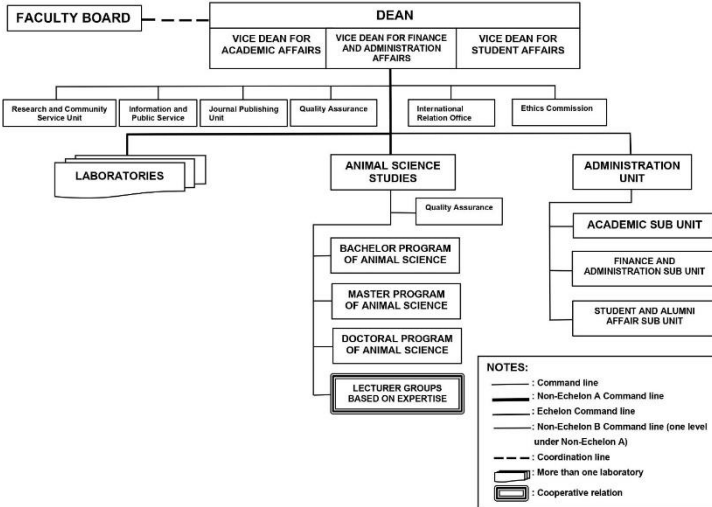 FACULTY BOARD
DEAN
VICE DEAN FOR
ACADEMIC AFFAIRS
VICE DEAN FOR FINANCE
AND ADMINISTRATION
AFFAIRS
VICE DEAN FOR
STUDENT AFFAIRS
Research and Community
Service Unit
Information and
Public Service
Journal Publishing
Unit
Quality Assurance
International
Relation Office
Ethics Commission
LABORATORIES
ANIMAL SCIENCE
STUDIES
ADMINISTRATION
UNIT
Quality Assurance
BACHELOR PROGRAM
OF ANIMAL SCIENCE
MASTER PROGRAM
OF ANIMAL SCIENCE
DOCTORAL PROGRAM
OF ANIMAL SCIENCE
LECTURER GROUPS
BASED ON EXPERTISE
ACADEMIC SUB UNIT
FINANCE AND
ADMINISTRATION SUB UNIT
STUDENT AND ALUMNI
AFFAIR SUB UNIT
NOTES:
: Command line
: Non-Echelon A Command line
: Echelon Command line
: Non-Echelon B Command line (one level
under Non-Echelon A)
: Coordination line
: More than one laboratory
: Cooperative relation